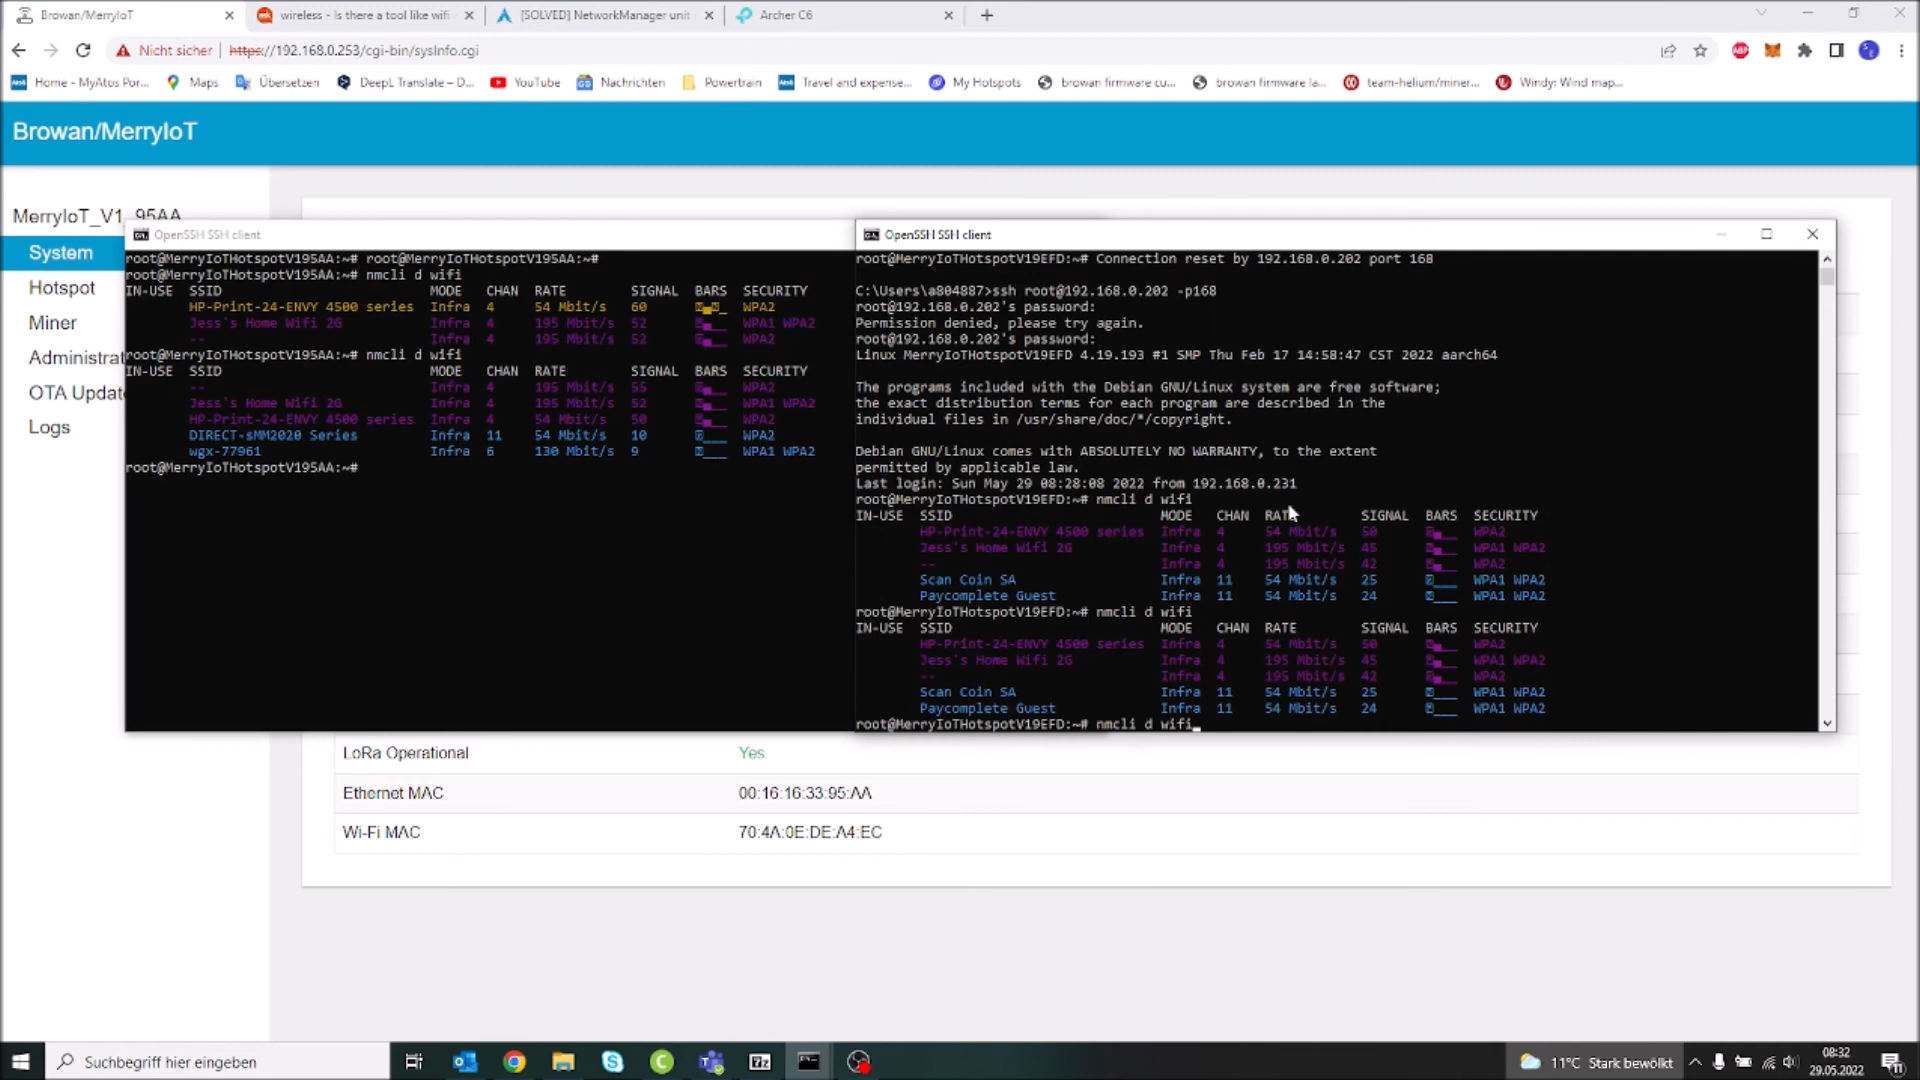 Browan/MerryIoT
wireless - Is there a tool like wifi
[SOLVED] NetworkManager unit
Archer C6
Nicht sicher | https://192.168.0.253/cgi-bin/sysInfo.cgi
Home - MyAtos Por...
Maps
Übersetzen
DeepL Translate – D...
YouTube
Nachrichten
Powertrain
Travel and expense...
My Hotspots
browan firmware cu...
browan firmware la...
team-helium/miner...
Windy: Wind map...
Browan/MerryIoT
MerryIoT_V1_95AA
System
Hotspot
Miner
Administrat
OTA Update
Logs
OpenSSH SSH client
root@MerryIoTHotspotV195AA:~# root@MerryIoTHotspotV195AA:~#
root@MerryIoTHotspotV195AA:~# nmcli d wifi
IN-USE SSID MODE CHAN RATE SIGNAL BARS SECURITY
HP-Print-24-ENVY 4500 series Infra 4 54 Mbit/s 60 WPA2
Jess's Home Wifi 2G Infra 4 195 Mbit/s 52 WPA1 WPA2
-- Infra 4 195 Mbit/s 52 WPA2
root@MerryIoTHotspotV195AA:~# nmcli d wifi
IN-USE SSID MODE CHAN RATE SIGNAL BARS SECURITY
-- Infra 4 195 Mbit/s 55 WPA2
Jess's Home Wifi 2G Infra 4 195 Mbit/s 52 WPA1 WPA2
HP-Print-24-ENVY 4500 series Infra 4 54 Mbit/s 50 WPA2
DIRECT-sMM2020 Series Infra 11 54 Mbit/s 10 WPA2
wgx-77961 Infra 6 130 Mbit/s 9 WPA1 WPA2
root@MerryIoTHotspotV195AA:~#
OpenSSH SSH client
root@MerryIoTHotspotV19EFD:~# Connection reset by 192.168.0.202 port 168
C:\Users\a804887>ssh root@192.168.0.202 -p168
root@192.168.0.202's password:
Permission denied, please try again.
root@192.168.0.202's password:
Linux MerryIoTHotspotV19EFD 4.19.193 #1 SMP Thu Feb 17 14:58:47 CST 2022 aarch64
The programs included with the Debian GNU/Linux system are free software;
the exact distribution terms for each program are described in the
individual files in /usr/share/doc/*/copyright.
Debian GNU/Linux comes with ABSOLUTELY NO WARRANTY, to the extent
permitted by applicable law.
Last login: Sun May 29 08:28:08 2022 from 192.168.0.231
root@MerryIoTHotspotV19EFD:~# nmcli d wifi
IN-USE SSID MODE CHAN RATE SIGNAL BARS SECURITY
HP-Print-24-ENVY 4500 series Infra 4 54 Mbit/s 50 WPA2
Jess's Home Wifi 2G Infra 4 195 Mbit/s 45 WPA1 WPA2
-- Infra 4 195 Mbit/s 42 WPA2
Scan Coin SA Infra 11 54 Mbit/s 25 WPA1 WPA2
Paycomplete Guest Infra 11 54 Mbit/s 24 WPA1 WPA2
root@MerryIoTHotspotV19EFD:~# nmcli d wifi
IN-USE SSID MODE CHAN RATE SIGNAL BARS SECURITY
HP-Print-24-ENVY 4500 series Infra 4 54 Mbit/s 50 WPA2
Jess's Home Wifi 2G Infra 4 195 Mbit/s 45 WPA1 WPA2
-- Infra 4 195 Mbit/s 42 WPA2
Scan Coin SA Infra 11 54 Mbit/s 25 WPA1 WPA2
Paycomplete Guest Infra 11 54 Mbit/s 24 WPA1 WPA2
root@MerryIoTHotspotV19EFD:~# nmcli d wifi
LoRa Operational Yes
Ethernet MAC 00:16:16:33:95:AA
Wi-Fi MAC 70:4A:0E:DE:A4:EC
Suchbegriff hier eingeben
11°C Stark bewölkt
08:32
29.05.2022